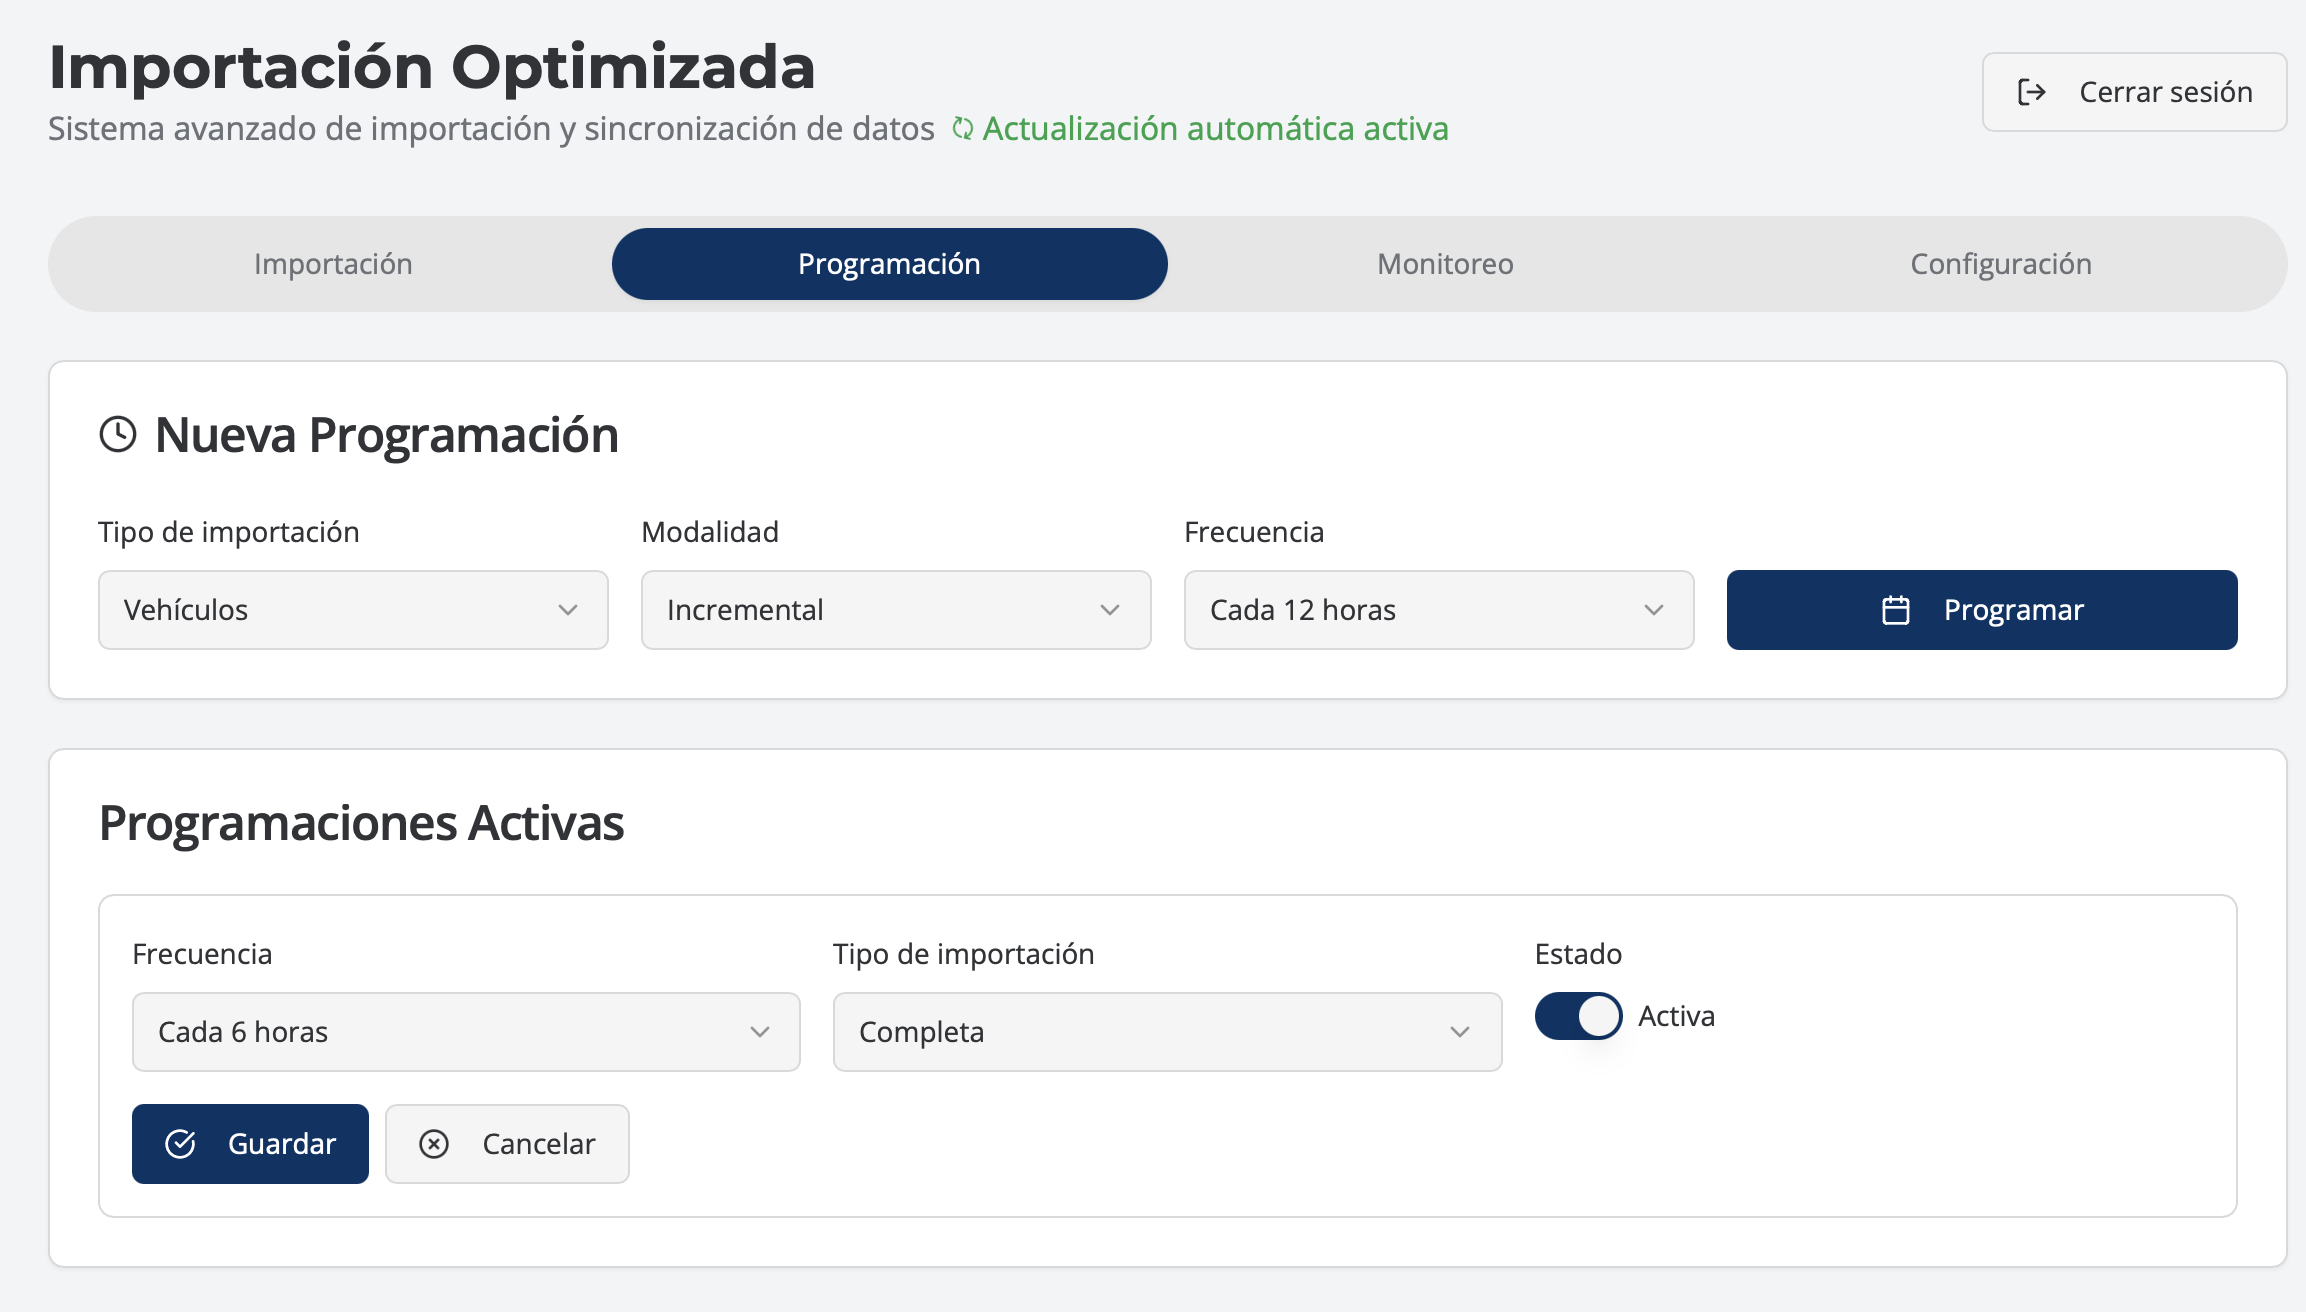 Importación Optimizada
Sistema avanzado de importación y sincronización de datos Actualización automática activa
Cerrar sesión
Importación Programación Monitoreo Configuración
Nueva Programación
Tipo de importación Modalidad Frecuencia
Vehículos Incremental Cada 12 horas Programar
Programaciones Activas
Frecuencia Tipo de importación Estado
Cada 6 horas Completa Activa
Guardar Cancelar